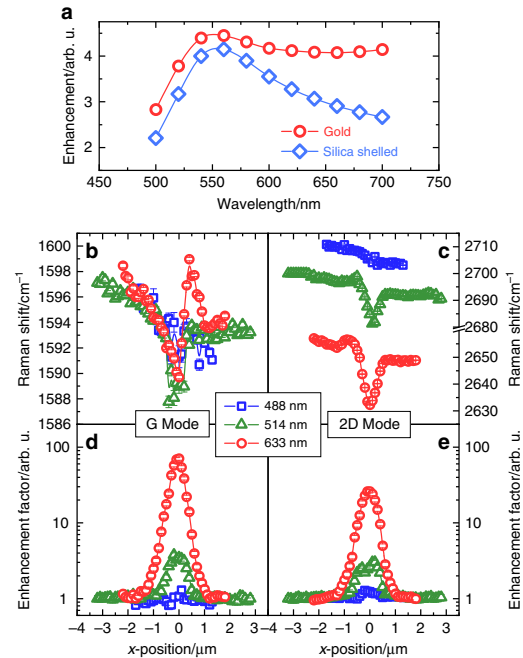 a
Enhancement/arb. u.
4
3
2
Gold
Silica shelled
450 500 550 600 650 700 750
Wavelength/nm
b
c
Raman shift/cm⁻¹
1600
1598
1596
1594
1592
1590
1588
1586
2710
2700
2690
2680
2650
2640
2630
Raman shift/cm⁻¹
G Mode
488 nm
514 nm
633 nm
2D Mode
d
e
Enhancement factor/arb. u.
100
10
1
100
10
1
Enhancement factor/arb. u.
−4 −3 −2 −1 0 1 2 3
−4 −3 −2 −1 0 1 2 3
x-position/μm
x-position/μm